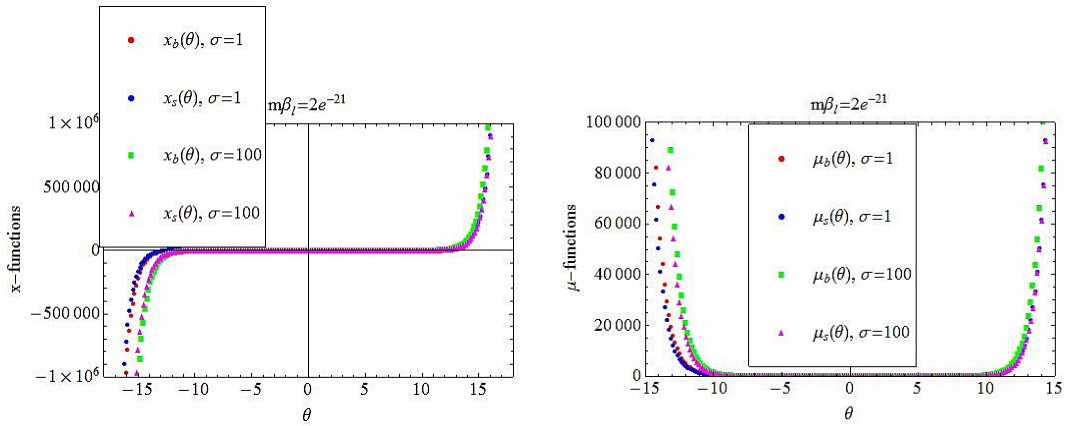 x_b(θ), σ=1
x_s(θ), σ=1
x_b(θ), σ=100
x_s(θ), σ=100
mβ_l=2e^{-21}
x-functions
1×10^6
500 000
0
-500 000
-1×10^6
-15 -10 -5 0 5 10 15
θ
mβ_l=2e^{-21}
μ-functions
100 000
80 000
60 000
40 000
20 000
0
μ_b(θ), σ=1
μ_s(θ), σ=1
μ_b(θ), σ=100
μ_s(θ), σ=100
-15 -10 -5 0 5 10 15
θ